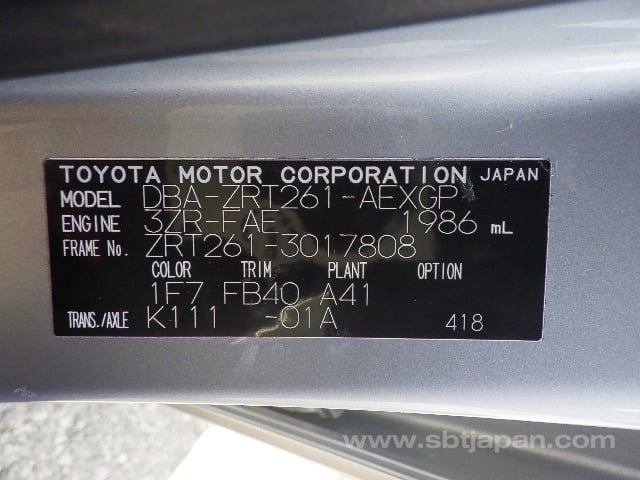 TOYOTA MOTOR CORPORATION JAPAN
MODEL DBA-ZRT261-AEXGP
ENGINE 3ZR-FAE 1986 mL
FRAME No. ZRT261-3017808
COLOR TRIM PLANT OPTION
1F7 FB40 A41
TRANS./AXLE K111 -01A 418
www.sbtjapan.com